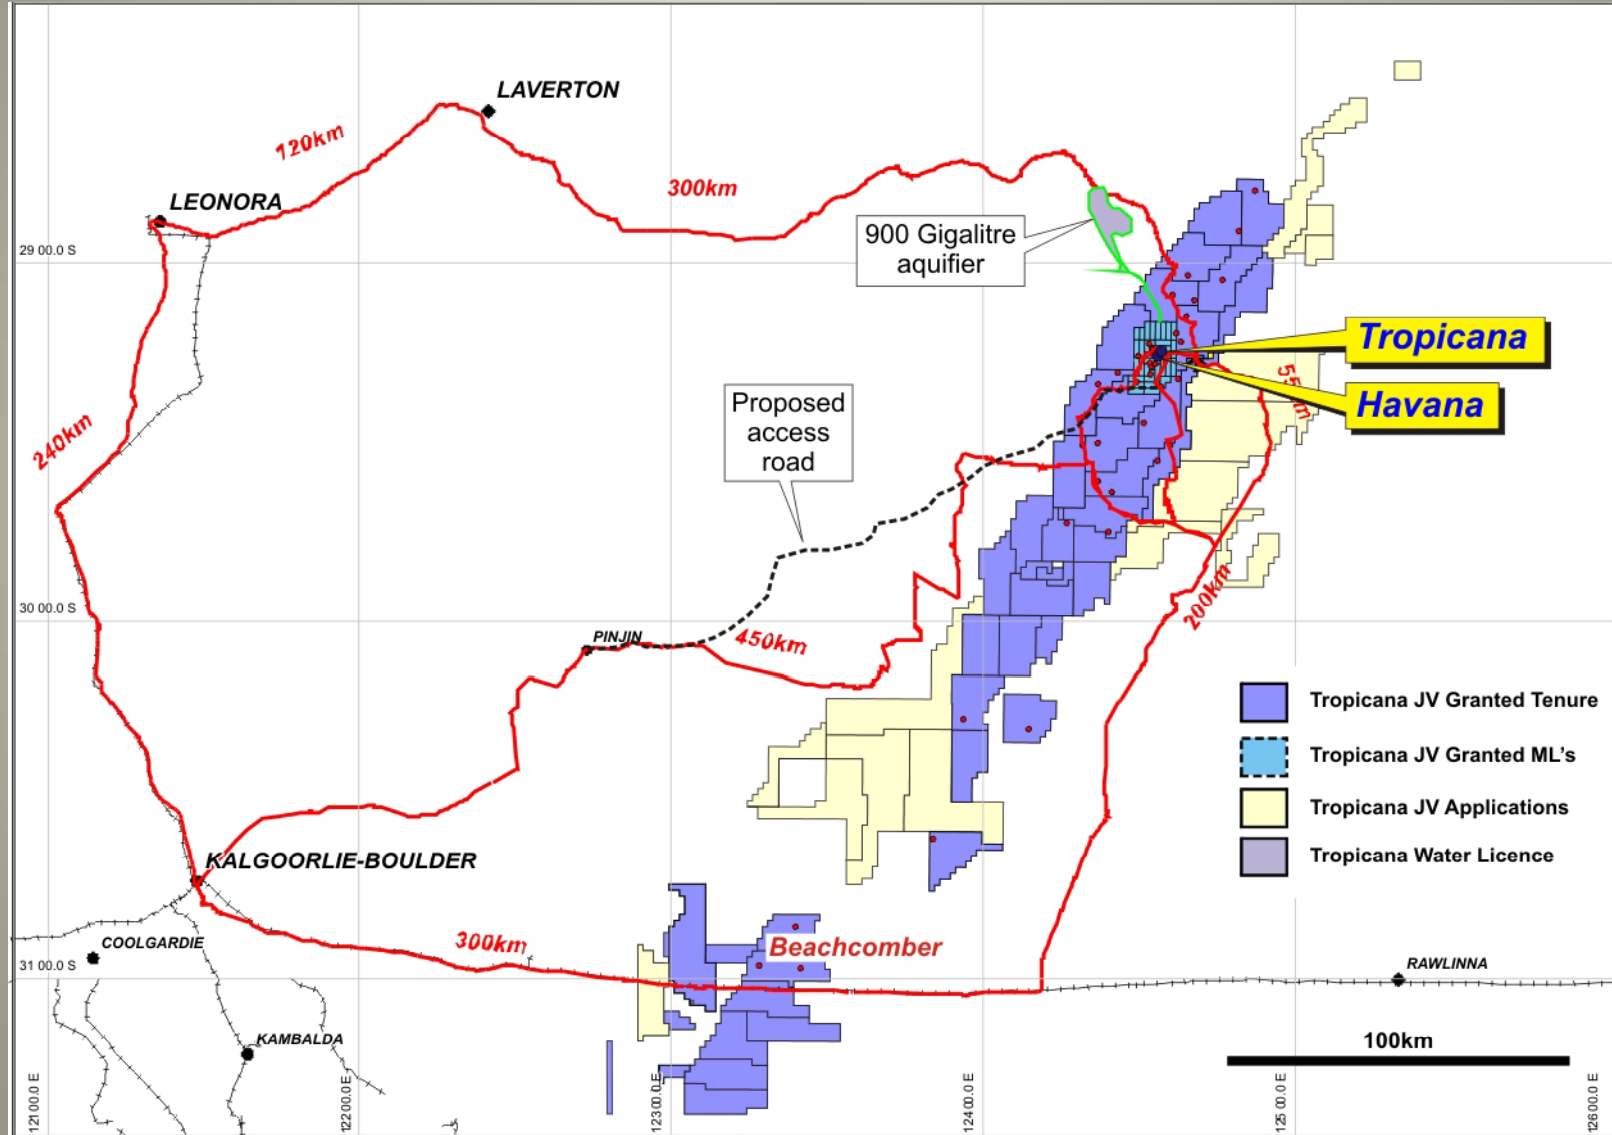 LAVERTON
120km
LEONORA
300km
900 Gigalitre
aquifier
29 00.0 S
Tropicana
Havana
Proposed
access
road
240km
30 00.0 S
PINJIN
450km
200km
Tropicana JV Granted Tenure
Tropicana JV Granted ML's
Tropicana JV Applications
Tropicana Water Licence
KALGOORLIE-BOULDER
COOLGARDIE
300km
Beachcomber
31 00.0 S
RAWLINNA
KAMBALDA
100km
121 00.0 E
122 00.0 E
123 00.0 E
124 00.0 E
125 00.0 E
126 00.0 E